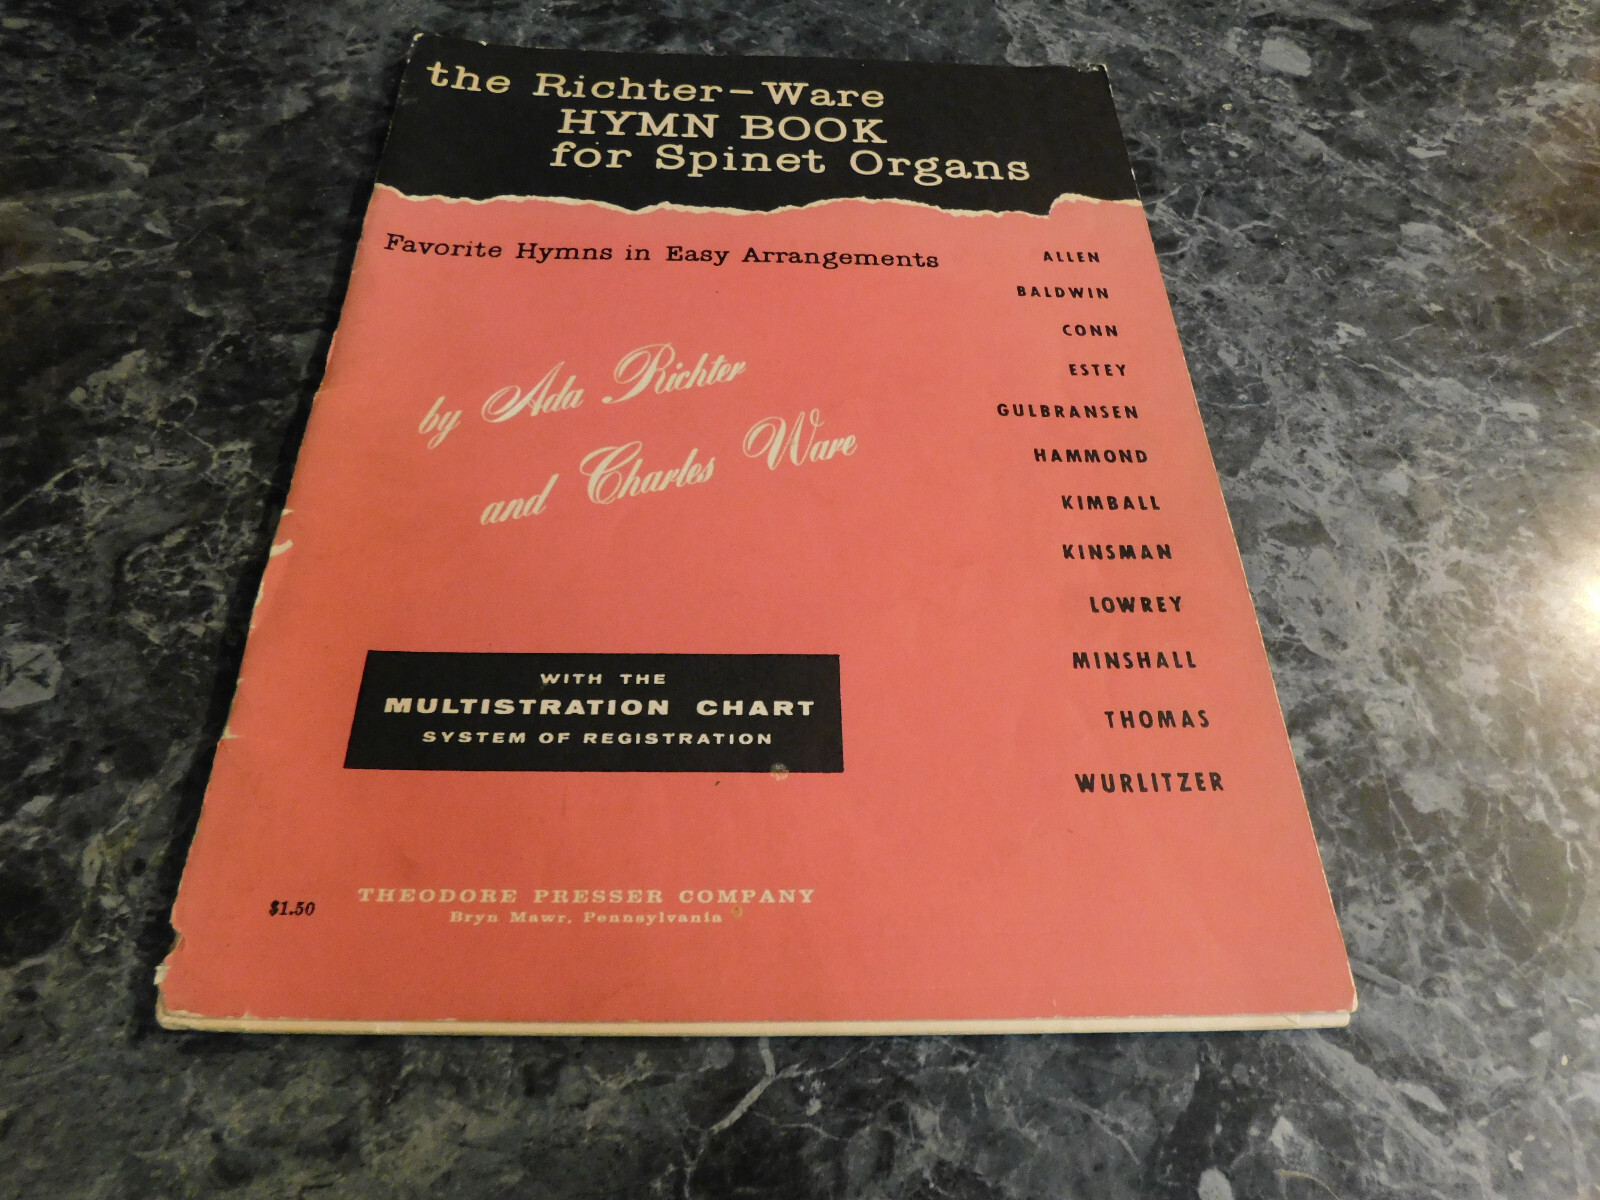 the Richter-Ware
HYMN BOOK
for Spinet Organs
Favorite Hymns in Easy Arrangements
by Ada Richter
and Charles Ware
ALLEN
BALDWIN
CONN
ESTEY
GULBRANSEN
HAMMOND
KIMBALL
KINSMAN
LOWREY
MINSHALL
THOMAS
WURLITZER
WITH THE
MULTISTRATION CHART
SYSTEM OF REGISTRATION
$1.50
THEODORE PRESSER COMPANY
Bryn Mawr, Pennsylvania